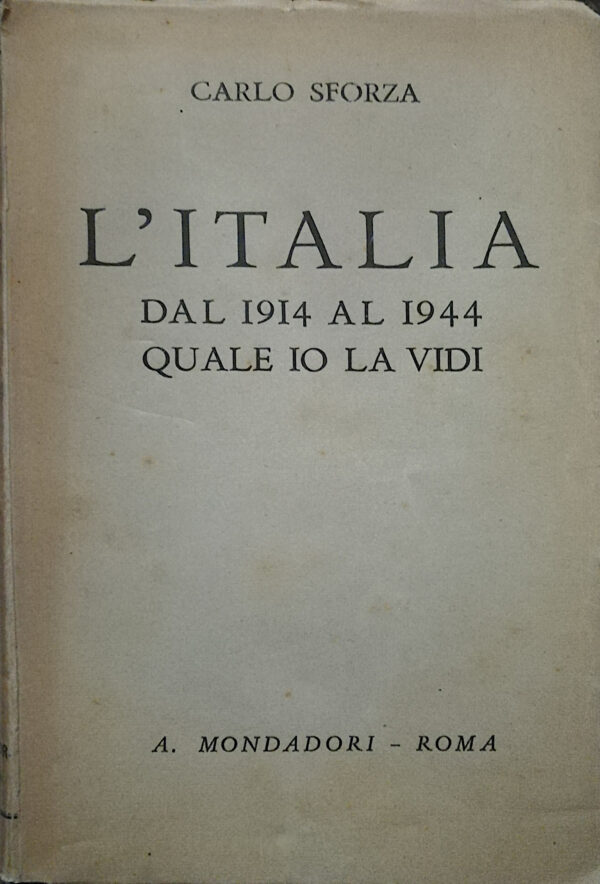 CARLO SFORZA
L'ITALIA
DAL 1914 AL 1944
QUALE IO LA VIDI
A. MONDADORI - ROMA